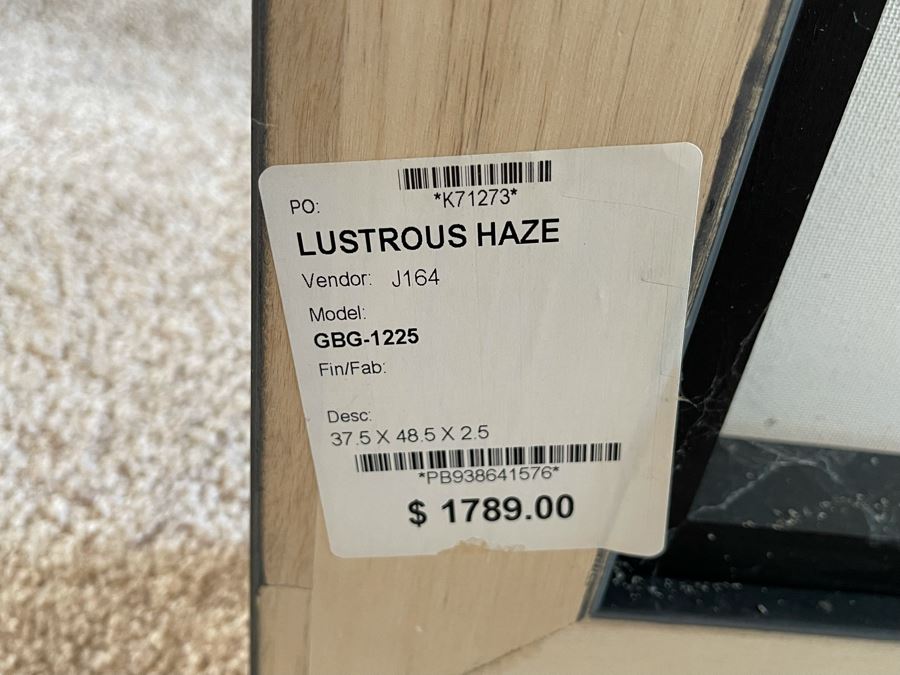 *K71273*
PO:
LUSTROUS HAZE
Vendor: J164
Model:
GBG-1225
Fin/Fab:
Desc:
37.5 X 48.5 X 2.5
*PB938641576*
$ 1789.00